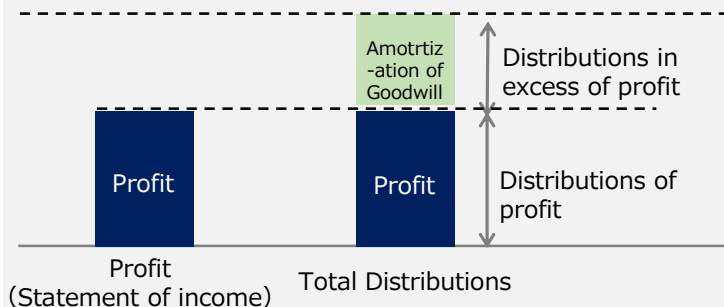 Amotrtiz
-ation of
Goodwill
Distributions in
excess of profit
Profit
Profit
Distributions of
profit
Profit
(Statement of income)
Total Distributions